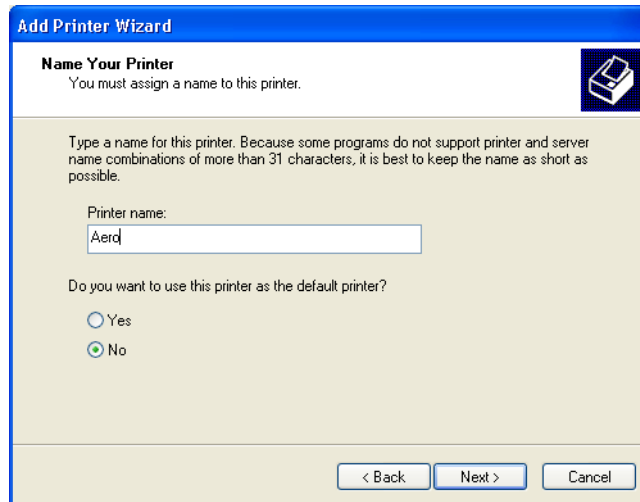 Add Printer Wizard
Name Your Printer
You must assign a name to this printer.
Type a name for this printer. Because some programs do not support printer and server
name combinations of more than 31 characters, it is best to keep the name as short as
possible.
Printer name:
Aero
Do you want to use this printer as the default printer?
Yes
No
< Back Next > Cancel